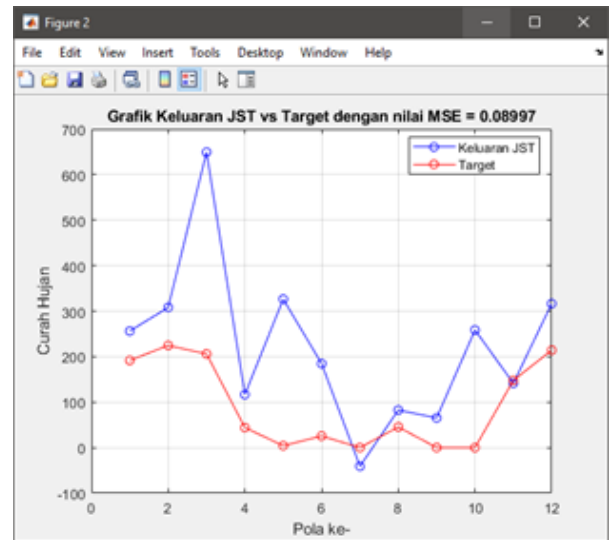 Figure 2
File Edit View Insert Tools Desktop Window Help
Grafik Keluaran JST vs Target dengan nilai MSE = 0.08997
Keluaran JST
Target
Curah Hujan
700
600
500
400
300
200
100
0
-100
0 2 4 6 8 10 12
Pola ke-